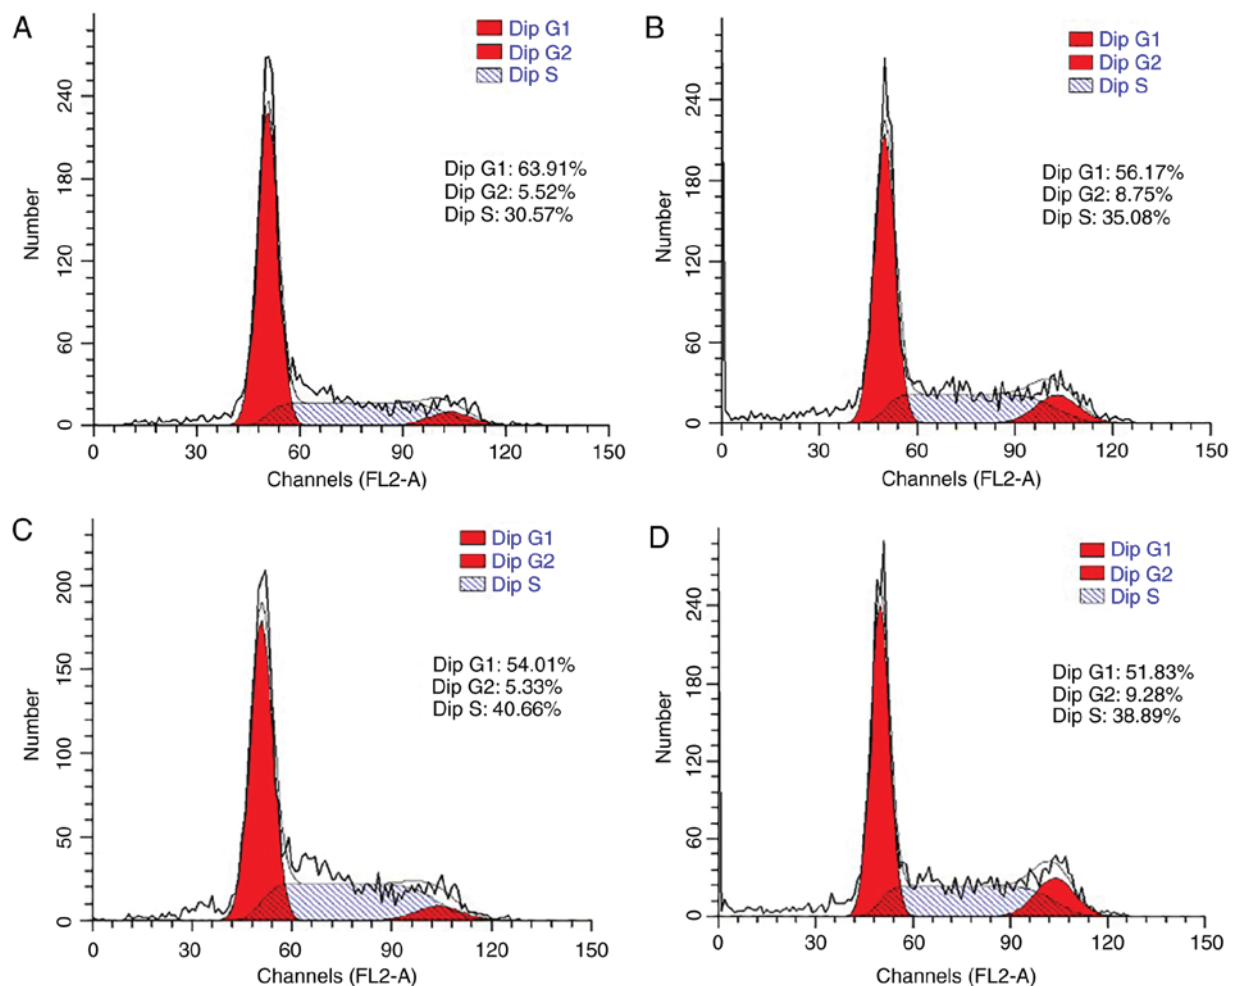 A
Dip G1
Dip G2
Dip S
Dip G1: 63.91%
Dip G2: 5.52%
Dip S: 30.57%
Number
0
60
120
180
240
0
30
60
90
120
150
Channels (FL2-A)
B
Dip G1
Dip G2
Dip S
Dip G1: 56.17%
Dip G2: 8.75%
Dip S: 35.08%
Number
0
60
120
180
240
0
30
60
90
120
150
Channels (FL2-A)
C
Dip G1
Dip G2
Dip S
Dip G1: 54.01%
Dip G2: 5.33%
Dip S: 40.66%
Number
0
50
100
150
200
0
30
60
90
120
150
Channels (FL2-A)
D
Dip G1
Dip G2
Dip S
Dip G1: 51.83%
Dip G2: 9.28%
Dip S: 38.89%
Number
0
60
120
180
240
0
30
60
90
120
150
Channels (FL2-A)